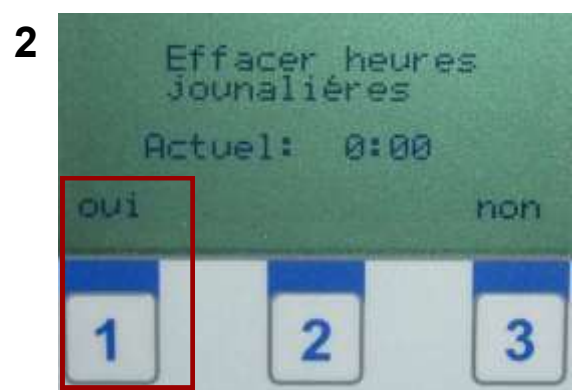 2
Effacer heures
jounaliéres
Actuel: 0:00
oui non
1 2 3